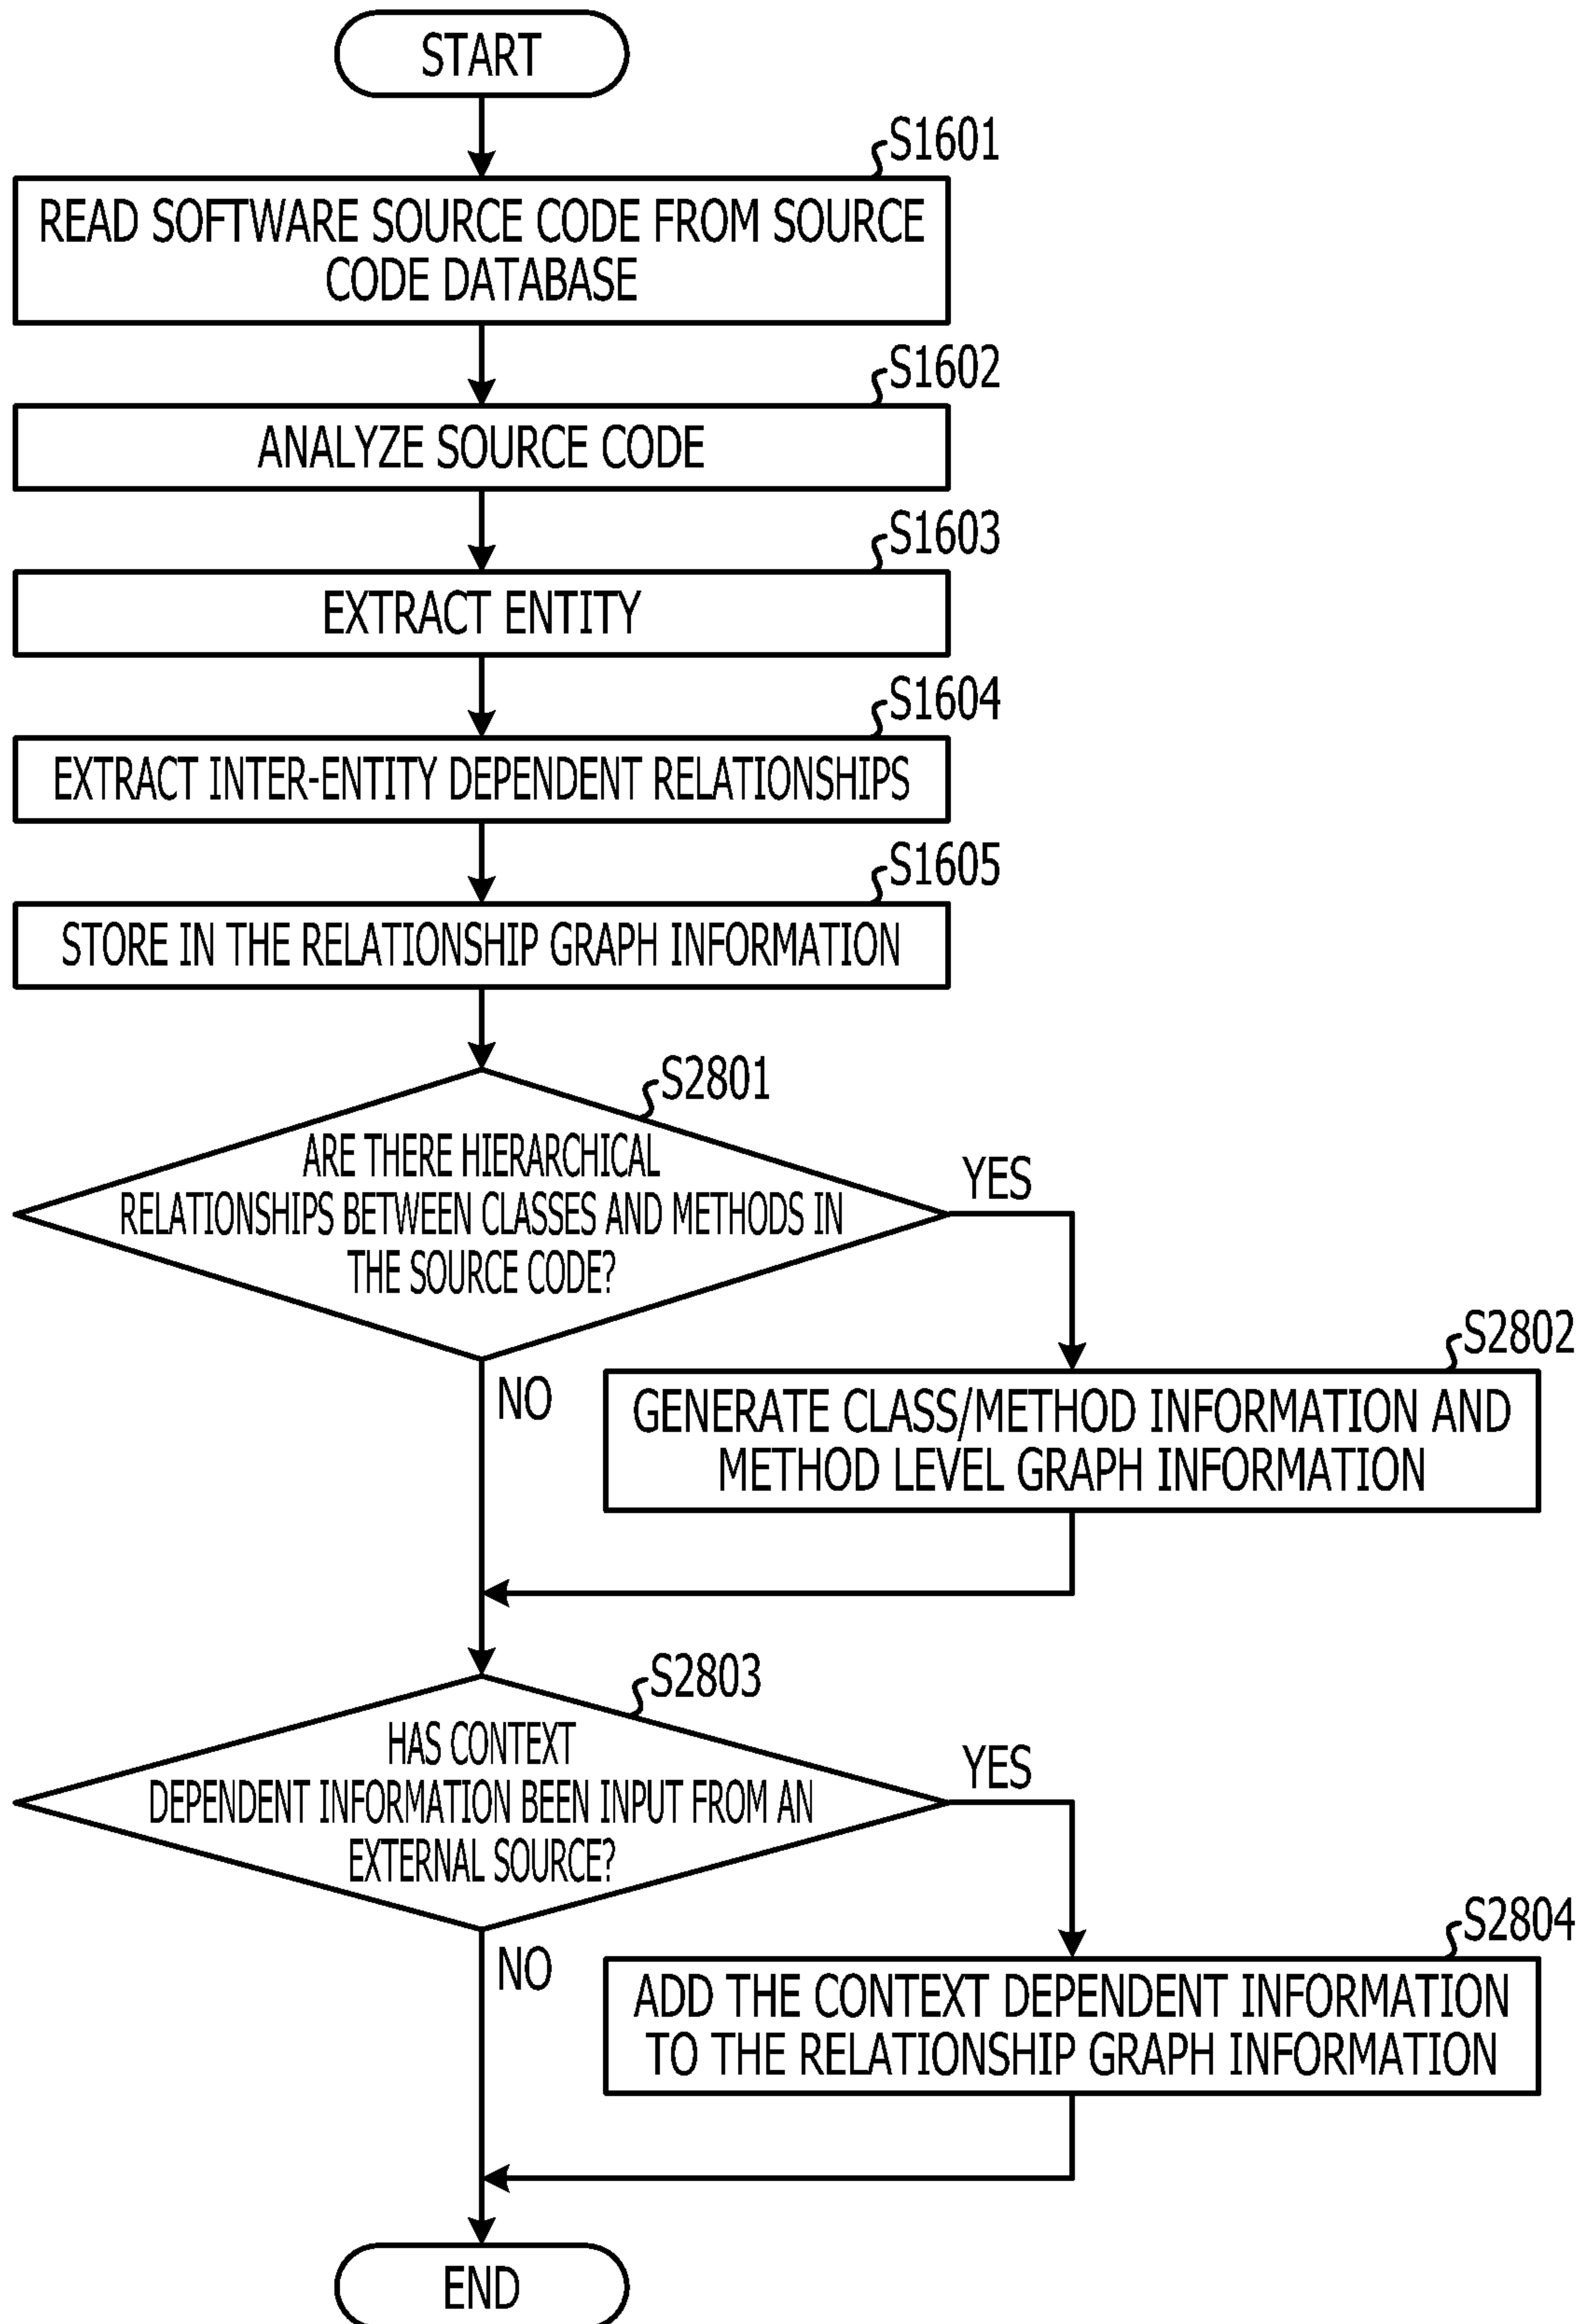 START
S1601
READ SOFTWARE SOURCE CODE FROM SOURCE
CODE DATABASE
S1602
ANALYZE SOURCE CODE
S1603
EXTRACT ENTITY
S1604
EXTRACT INTER-ENTITY DEPENDENT RELATIONSHIPS
S1605
STORE IN THE RELATIONSHIP GRAPH INFORMATION
S2801
ARE THERE HIERARCHICAL
RELATIONSHIPS BETWEEN CLASSES AND METHODS IN
THE SOURCE CODE?
YES
NO
S2802
GENERATE CLASS/METHOD INFORMATION AND
METHOD LEVEL GRAPH INFORMATION
S2803
HAS CONTEXT
DEPENDENT INFORMATION BEEN INPUT FROM AN
EXTERNAL SOURCE?
YES
NO
S2804
ADD THE CONTEXT DEPENDENT INFORMATION
TO THE RELATIONSHIP GRAPH INFORMATION
END